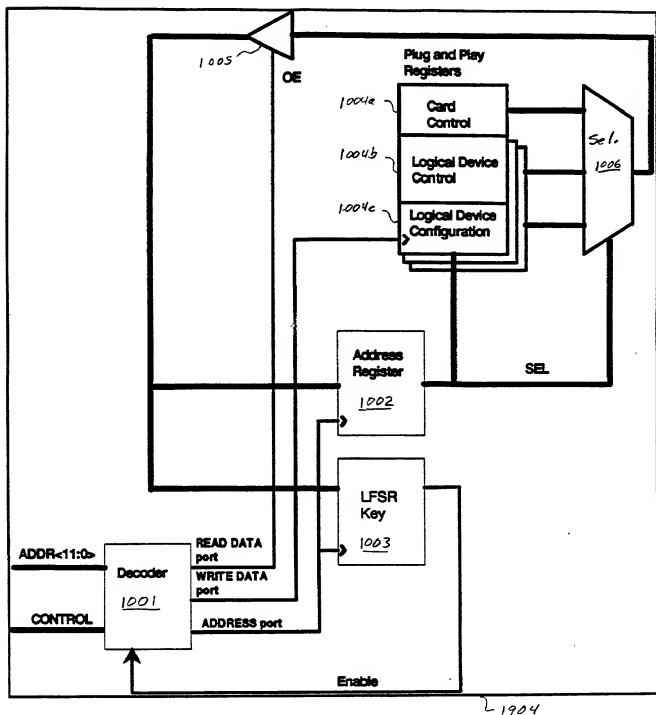 1005
OE
Plug and Play
Registers
1004a
Card
Control
1004b
Logical Device
Control
1004c
Logical Device
Configuration
Sel.
1006
Address
Register
1002
SEL
LFSR
Key
1003
ADDR<11:0>
CONTROL
Decoder
1001
READ DATA
port
WRITE DATA
port
ADDRESS port
Enable
1904